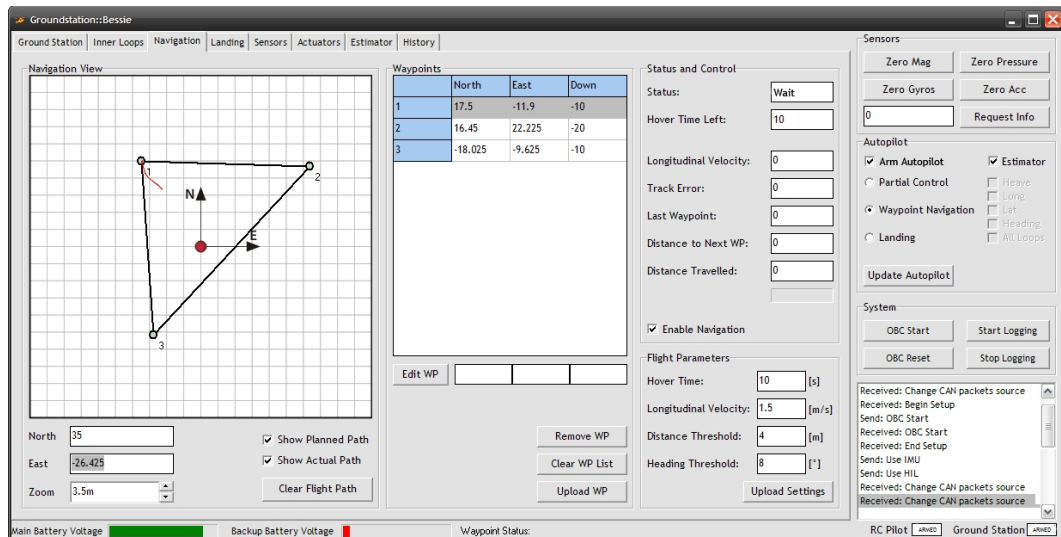 Groundstation::Bessie
Ground Station Inner Loops Navigation Landing Sensors Actuators Estimator History
Navigation View
1
2
3
N
E
North 35
East -26.425
Zoom 3.5m
Show Planned Path
Show Actual Path
Clear Flight Path
Waypoints
North East Down
1 17.5 -11.9 -10
2 16.45 22.225 -20
3 -18.025 -9.625 -10
Edit WP
Remove WP
Clear WP List
Upload WP
Status and Control
Status: Wait
Hover Time Left: 10
Longitudinal Velocity: 0
Track Error: 0
Last Waypoint: 0
Distance to Next WP: 0
Distance Travelled: 0
Enable Navigation
Flight Parameters
Hover Time: 10 [s]
Longitudinal Velocity: 1.5 [m/s]
Distance Threshold: 4 [m]
Heading Threshold: 8 [°]
Upload Settings
Sensors
Zero Mag Zero Pressure
Zero Gyros Zero Acc
0 Request Info
Autopilot
Arm Autopilot Estimator
Partial Control Heave
Long
Waypoint Navigation Lat
Heading
Landing All Loops
Update Autopilot
System
OBC Start Start Logging
OBC Reset Stop Logging
Received: Change CAN packets source
Received: Begin Setup
Send: OBC Start
Received: OBC Start
Received: End Setup
Send: Use IMU
Send: Use HIL
Received: Change CAN packets source
Received: Change CAN packets source
Main Battery Voltage Backup Battery Voltage Waypoint Status: RC Pilot ARMED Ground Station ARMED